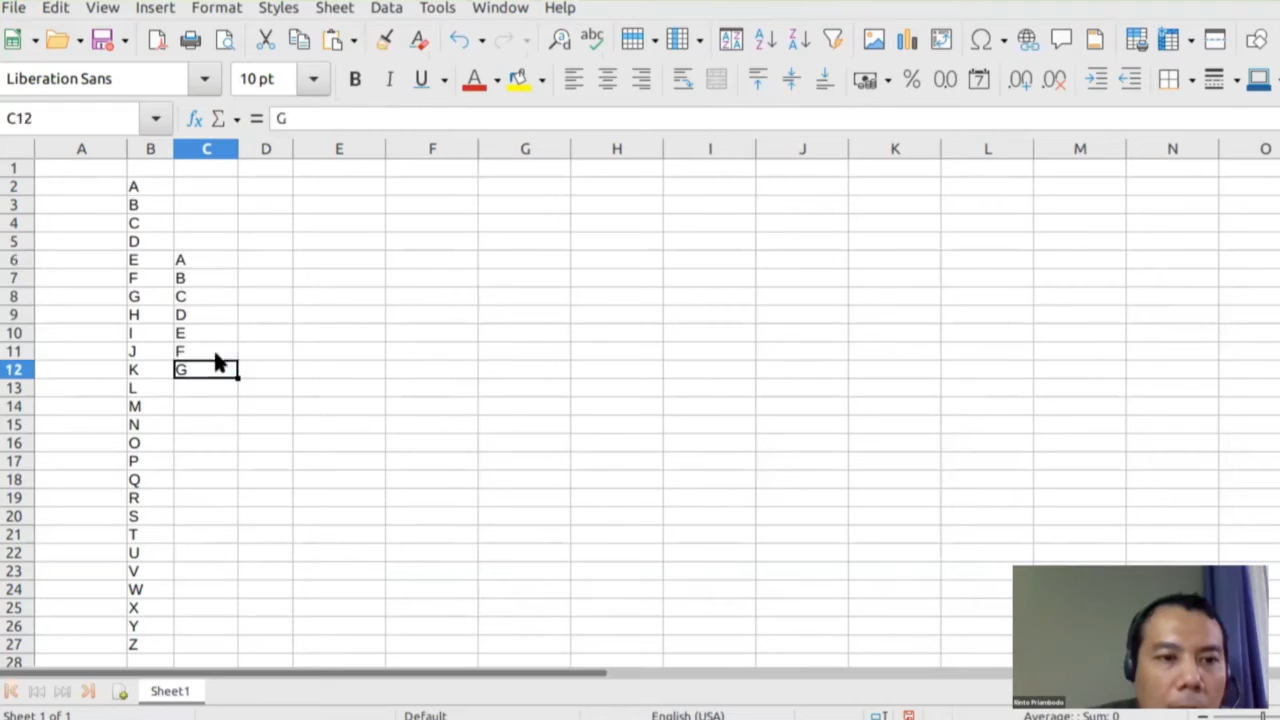 File Edit View Insert Format Styles Sheet Data Tools Window Help
Liberation Sans 10 pt
C12 G
A B C D E F G H I J K L M N O
1
2 A
3 B
4 C
5 D
6 E A
7 F B
8 G C
9 H D
10 I E
11 J F
12 K G
13 L
14 M
15 N
16 O
17 P
18 Q
19 R
20 S
21 T
22 U
23 V
24 W
25 X
26 Y
27 Z
28
Rinto Priambodo
Sheet1
Sheet 1 of 1 Default English (USA) Average: ; Sum: 0